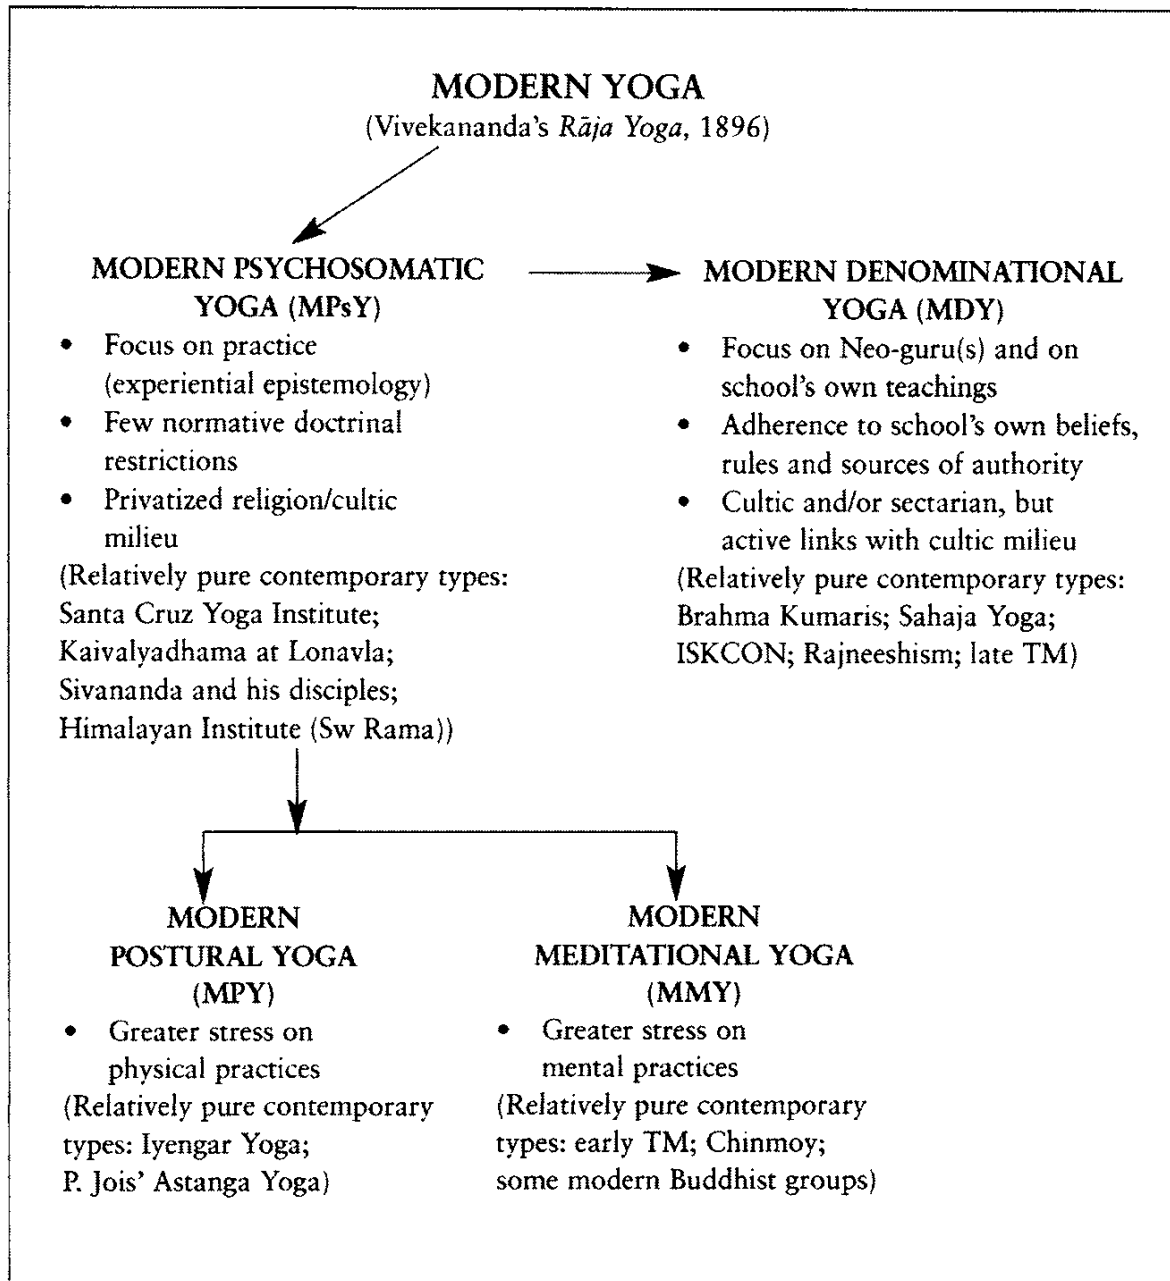 MODERN YOGA
(Vivekananda's Rāja Yoga, 1896)
MODERN PSYCHOSOMATIC
YOGA (MPsY)
• Focus on practice
(experiential epistemology)
• Few normative doctrinal
restrictions
• Privatized religion/cultic
milieu
(Relatively pure contemporary types:
Santa Cruz Yoga Institute;
Kaivalyadhama at Lonavla;
Sivananda and his disciples;
Himalayan Institute (Sw Rama))
MODERN DENOMINATIONAL
YOGA (MDY)
• Focus on Neo-guru(s) and on
school's own teachings
• Adherence to school's own beliefs,
rules and sources of authority
• Cultic and/or sectarian, but
active links with cultic milieu
(Relatively pure contemporary types:
Brahma Kumaris; Sahaja Yoga;
ISKCON; Rajneeshism; late TM)
MODERN
POSTURAL YOGA
(MPY)
• Greater stress on
physical practices
(Relatively pure contemporary
types: Iyengar Yoga;
P. Jois' Astanga Yoga)
MODERN
MEDITATIONAL YOGA
(MMY)
• Greater stress on
mental practices
(Relatively pure contemporary
types: early TM; Chinmoy;
some modern Buddhist groups)